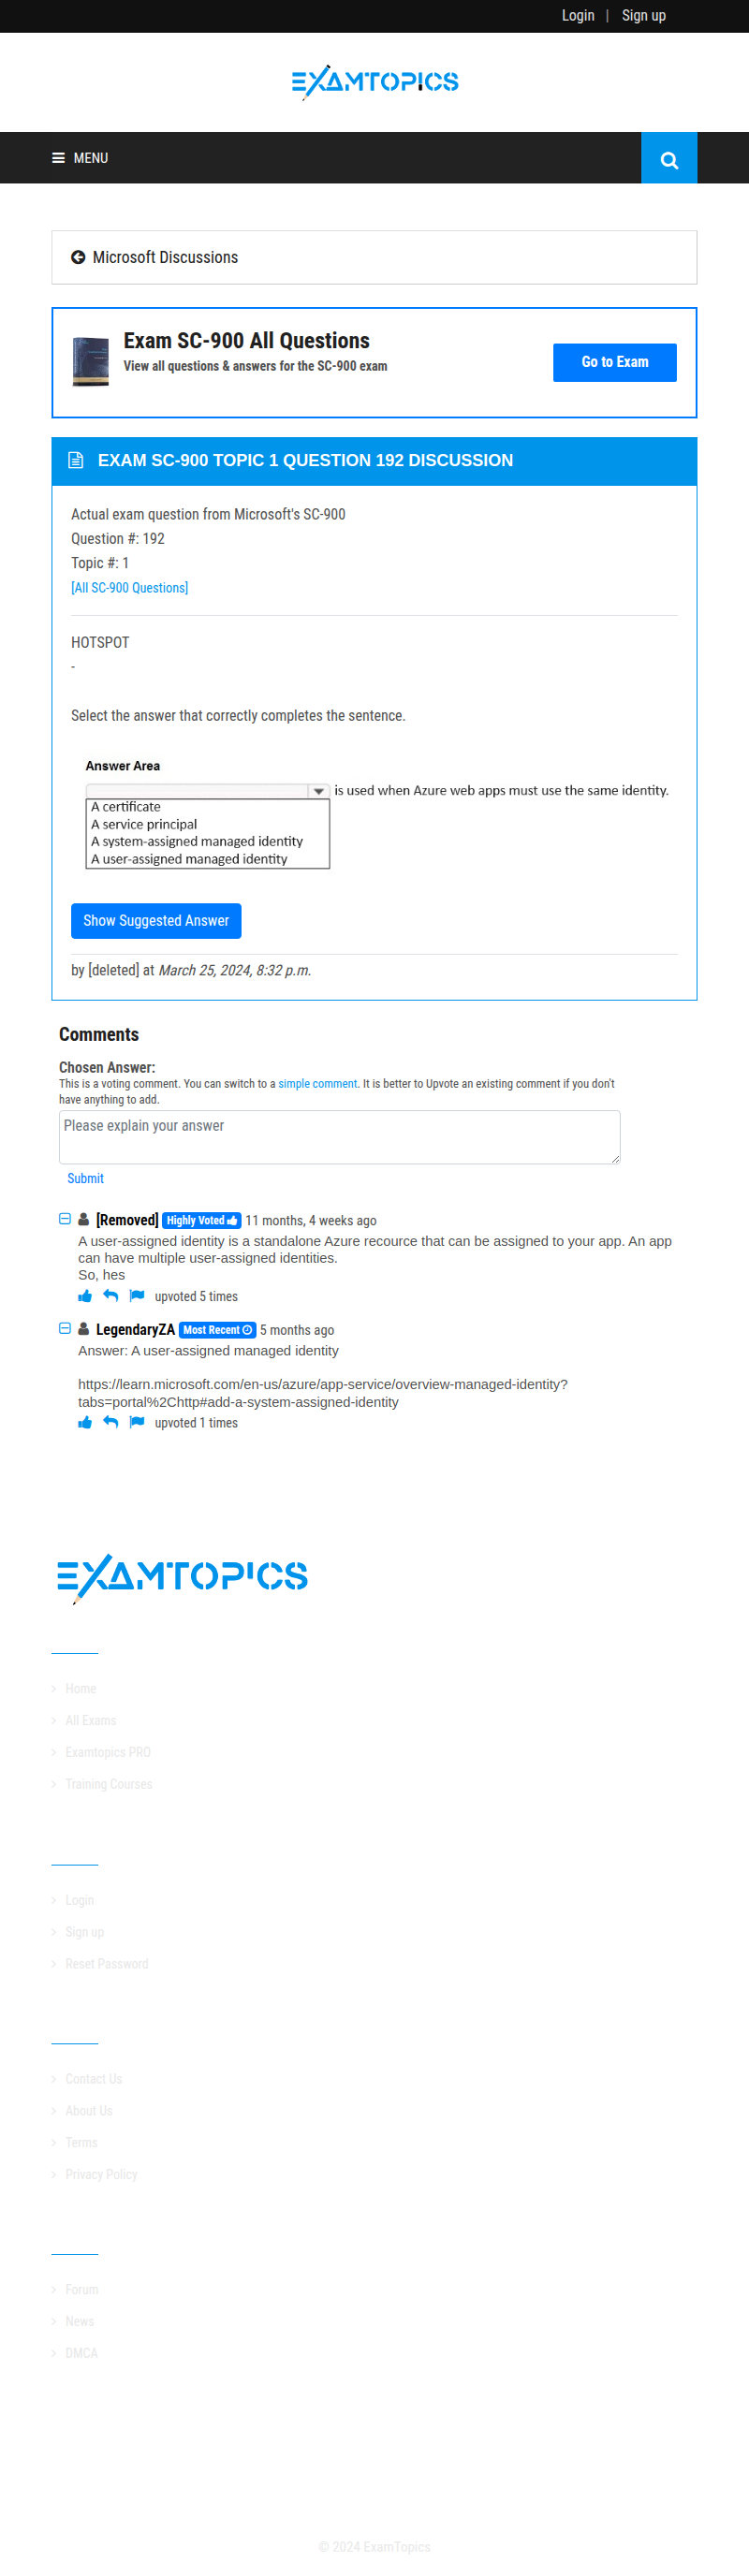 Login | Sign up
EXAMTOPICS
MENU
Microsoft Discussions
Exam SC-900 All Questions
View all questions & answers for the SC-900 exam
Go to Exam
EXAM SC-900 TOPIC 1 QUESTION 192 DISCUSSION
Actual exam question from Microsoft's SC-900
Question #: 192
Topic #: 1
[All SC-900 Questions]
HOTSPOT
-
Select the answer that correctly completes the sentence.
Answer Area
is used when Azure web apps must use the same identity.
A certificate
A service principal
A system-assigned managed identity
A user-assigned managed identity
Show Suggested Answer
by [deleted] at March 25, 2024, 8:32 p.m.
Comments
Chosen Answer:
This is a voting comment. You can switch to a simple comment. It is better to Upvote an existing comment if you don't
have anything to add.
Please explain your answer
Submit
[Removed] Highly Voted 11 months, 4 weeks ago
A user-assigned identity is a standalone Azure recource that can be assigned to your app. An app
can have multiple user-assigned identities.
So, hes
upvoted 5 times
LegendaryZA Most Recent 5 months ago
Answer: A user-assigned managed identity
https://learn.microsoft.com/en-us/azure/app-service/overview-managed-identity?
tabs=portal%2Chttp#add-a-system-assigned-identity
upvoted 1 times
EXAMTOPICS
Home
All Exams
Examtopics PRO
Training Courses
Login
Sign up
Reset Password
Contact Us
About Us
Terms
Privacy Policy
Forum
News
DMCA
© 2024 ExamTopics